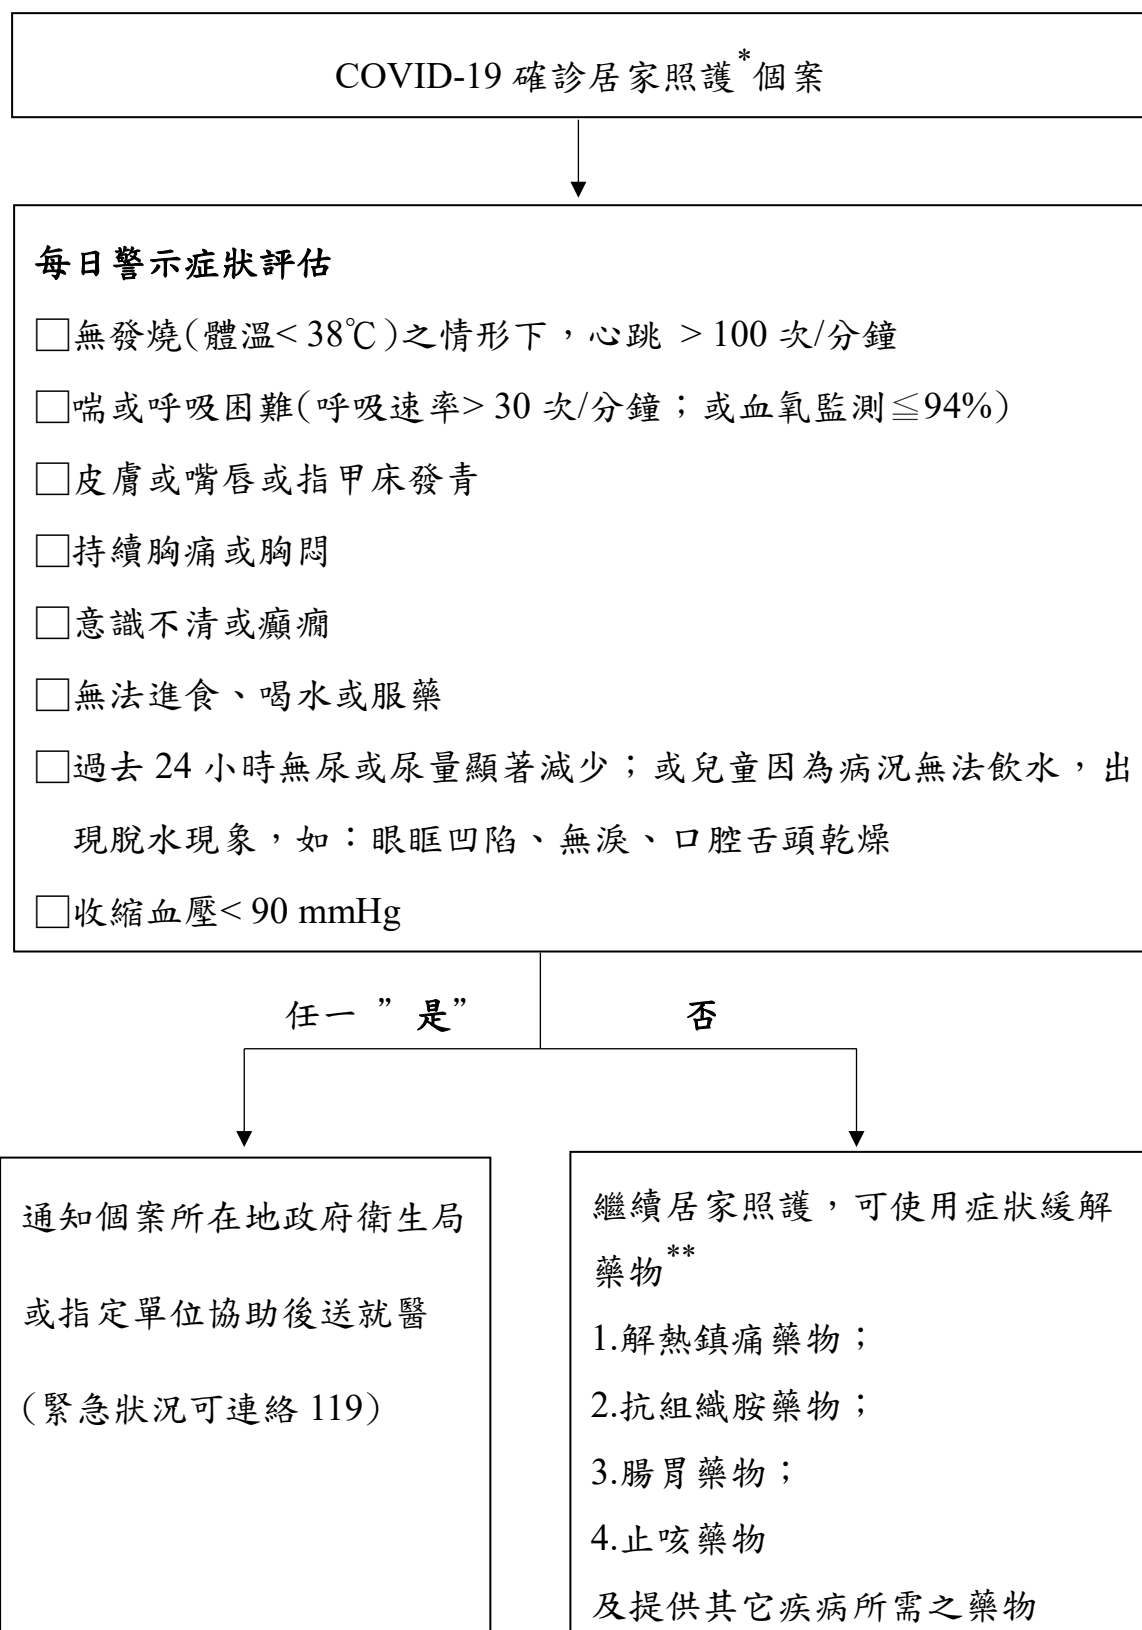 COVID-19 確診居家照護*個案
每日警示症狀評估
□無發燒(體溫< 38℃)之情形下，心跳 > 100 次/分鐘
□喘或呼吸困難(呼吸速率> 30 次/分鐘；或血氧監測≦94%)
□皮膚或嘴唇或指甲床發青
□持續胸痛或胸悶
□意識不清或癲癇
□無法進食、喝水或服藥
□過去 24 小時無尿或尿量顯著減少；或兒童因為病況無法飲水，出
現脫水現象，如：眼眶凹陷、無淚、口腔舌頭乾燥
□收縮血壓< 90 mmHg
任一 ”是”
否
通知個案所在地政府衛生局
或指定單位協助後送就醫
(緊急狀況可連絡 119)
繼續居家照護，可使用症狀緩解
藥物**
1.解熱鎮痛藥物；
2.抗組織胺藥物；
3.腸胃藥物；
4.止咳藥物
及提供其它疾病所需之藥物